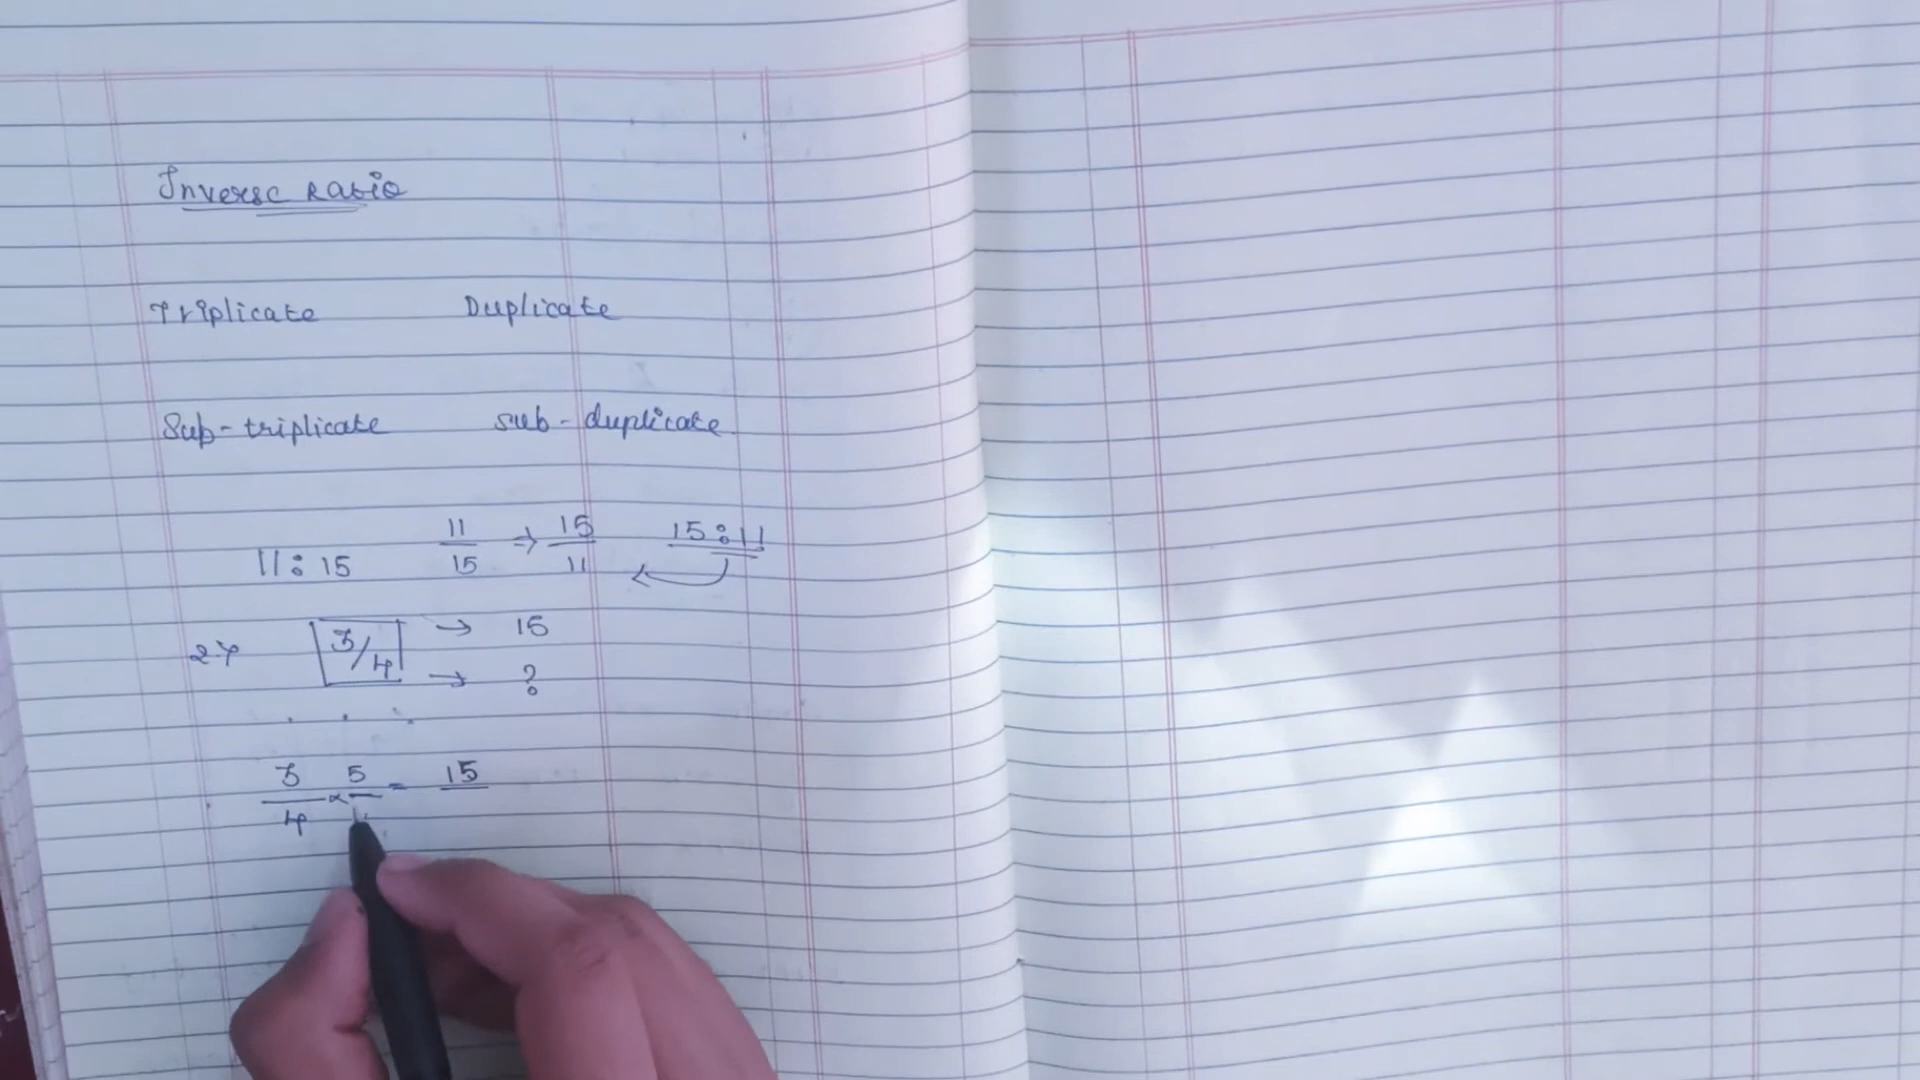 Inverse Ratio
Triplicate Duplicate
Sub-triplicate sub-duplicate
11 : 15 11/15 ⇒ 15/11 15:11
3/4 → 15
→ ?
3/4 × 5/ = 15/